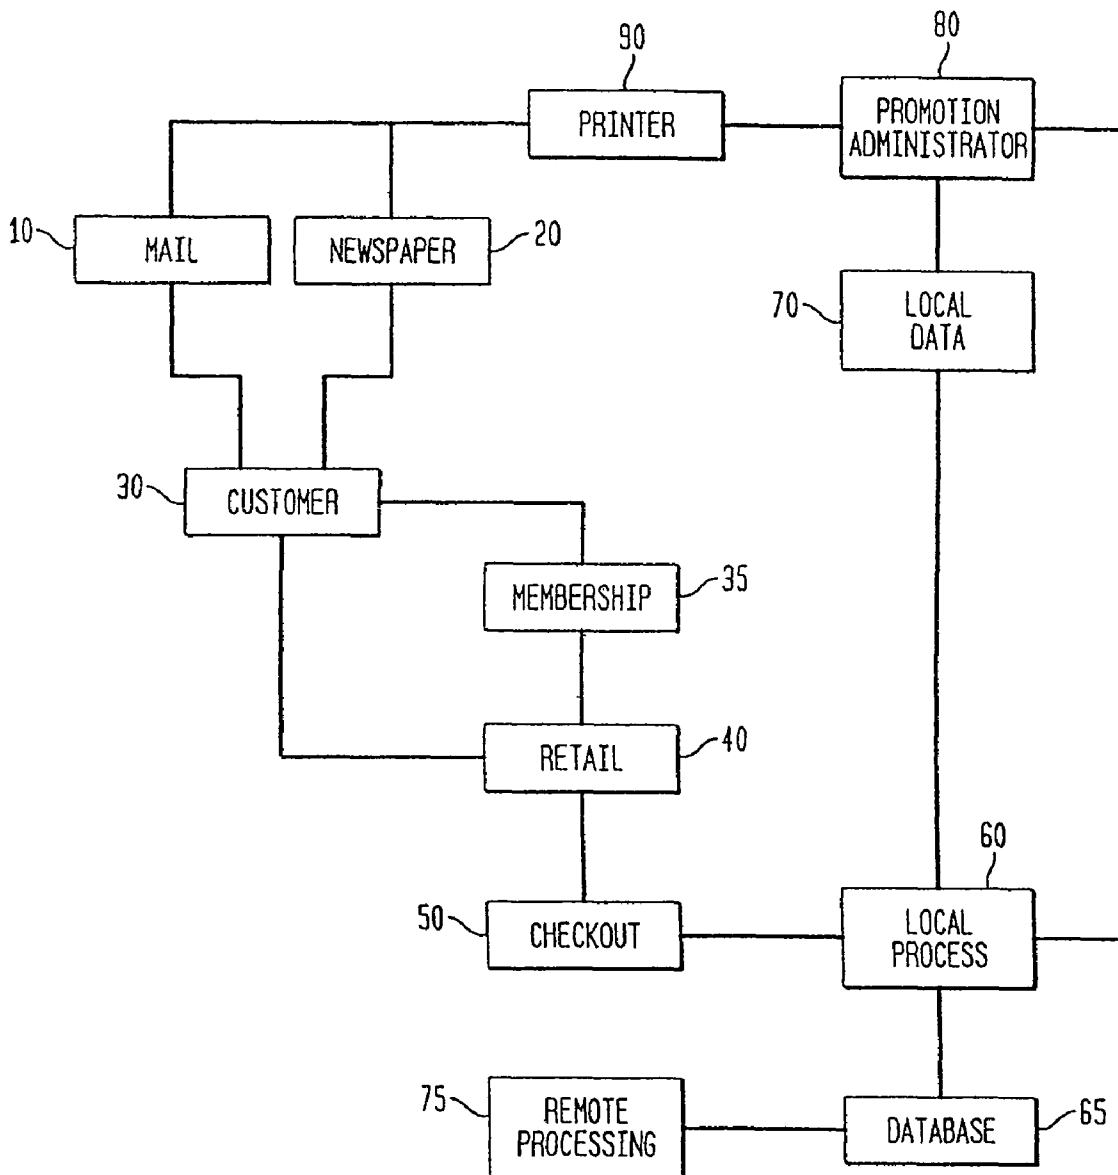 90
80
PRINTER
PROMOTION
ADMINISTRATOR
10
MAIL
NEWSPAPER
20
70
LOCAL
DATA
30
CUSTOMER
MEMBERSHIP
35
RETAIL
40
60
50
CHECKOUT
LOCAL
PROCESS
75
REMOTE
PROCESSING
DATABASE
65